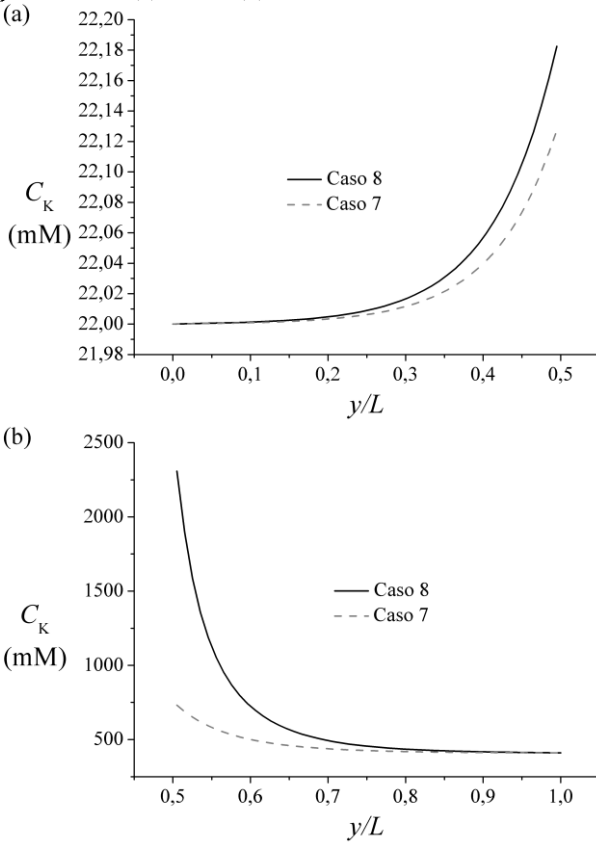 (a)
22,20
22,18
22,16
22,14
22,12
22,10
22,08
22,06
22,04
22,02
22,00
21,98
C_K
(mM)
Caso 8
Caso 7
0,0 0,1 0,2 0,3 0,4 0,5
y/L
(b)
2500
2000
1500
1000
500
C_K
(mM)
Caso 8
Caso 7
0,5 0,6 0,7 0,8 0,9 1,0
y/L